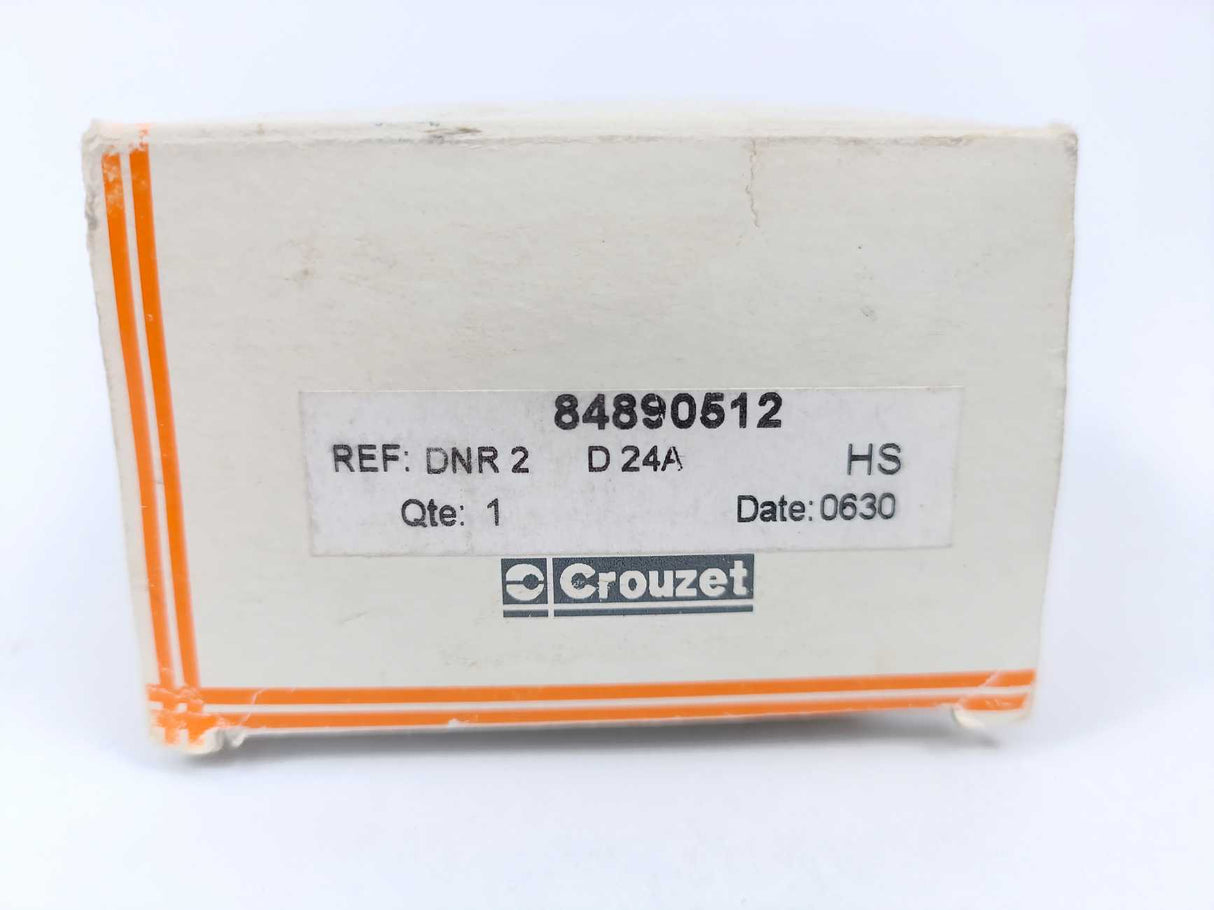 84890512
REF: DNR 2 D 24A HS
Qte: 1 Date: 0630
Crouzet